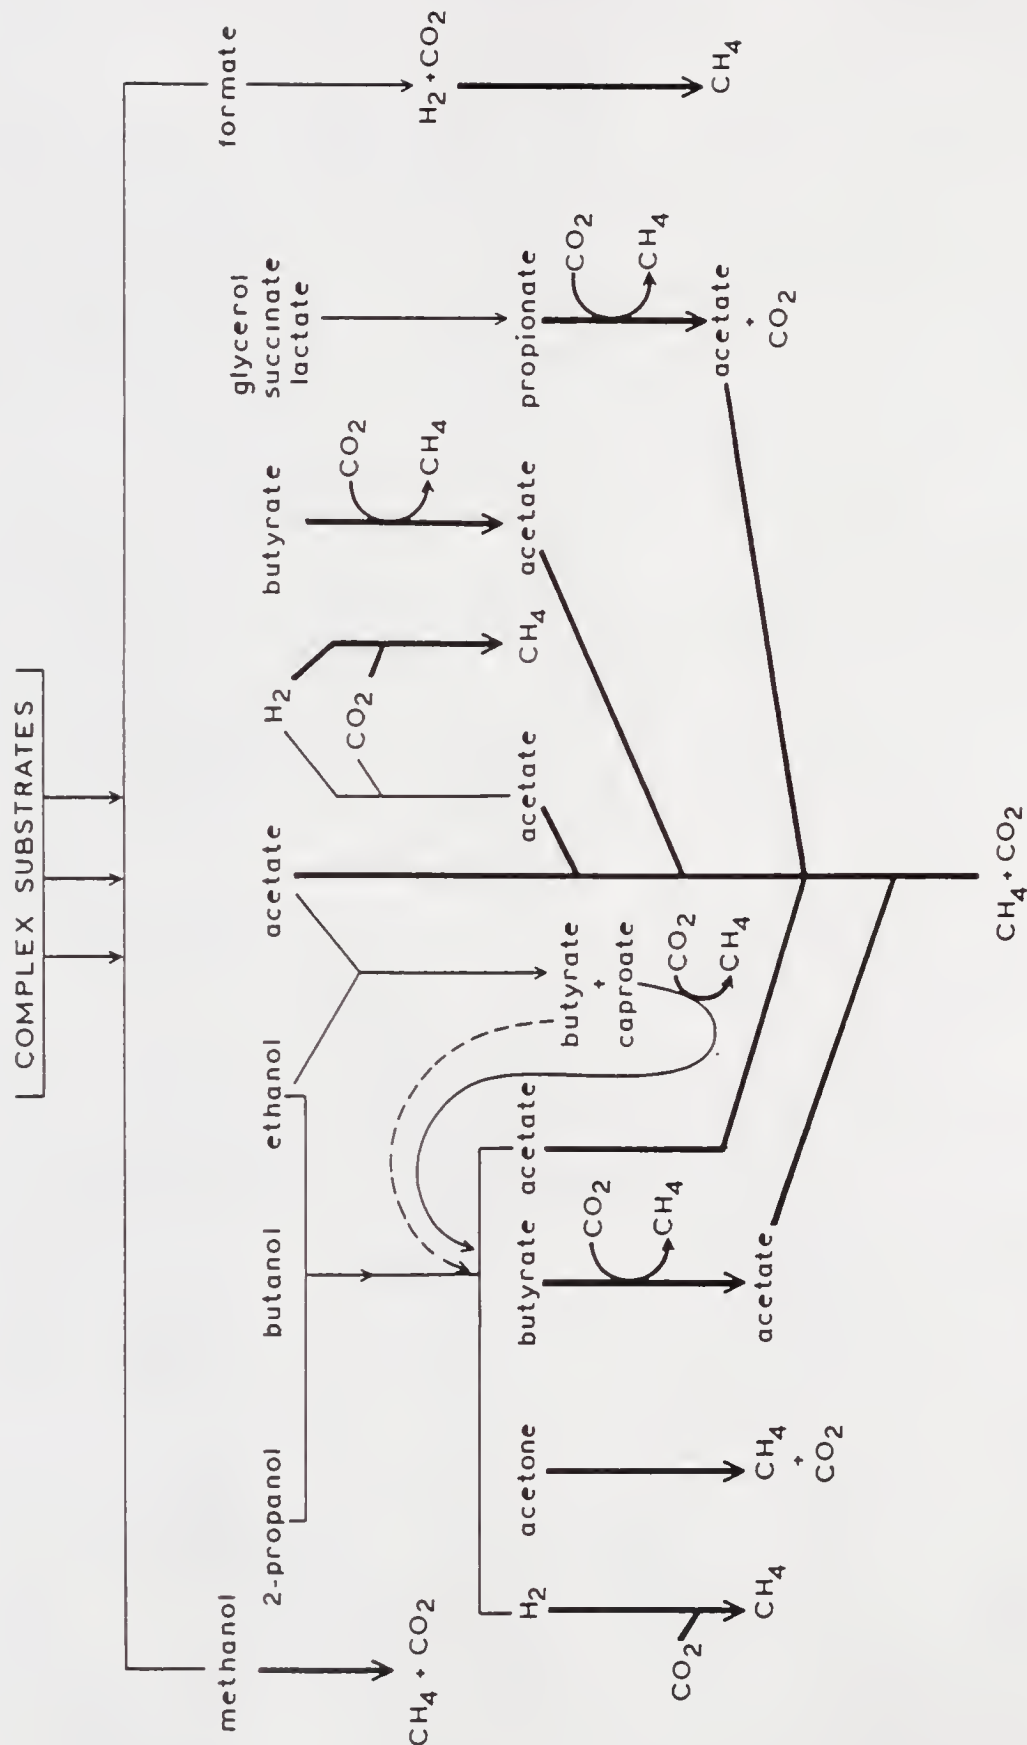 COMPLEX SUBSTRATES
methanol
formate
2-propanol
butanol
ethanol
acetate
H₂
butyrate
glycerol
succinate
lactate
CO₂
CO₂
CH₄ + CO₂
CH₄
H₂ + CO₂
H₂
acetone
butyrate
acetate
butyrate
+
caproate
acetate
CH₄
acetate
propionate
CO₂
CO₂
CH₄
CO₂
CH₄
CO₂
CH₄
CH₄
CH₄
+
CO₂
acetate
acetate
+
CO₂
CH₄
CH₄ + CO₂